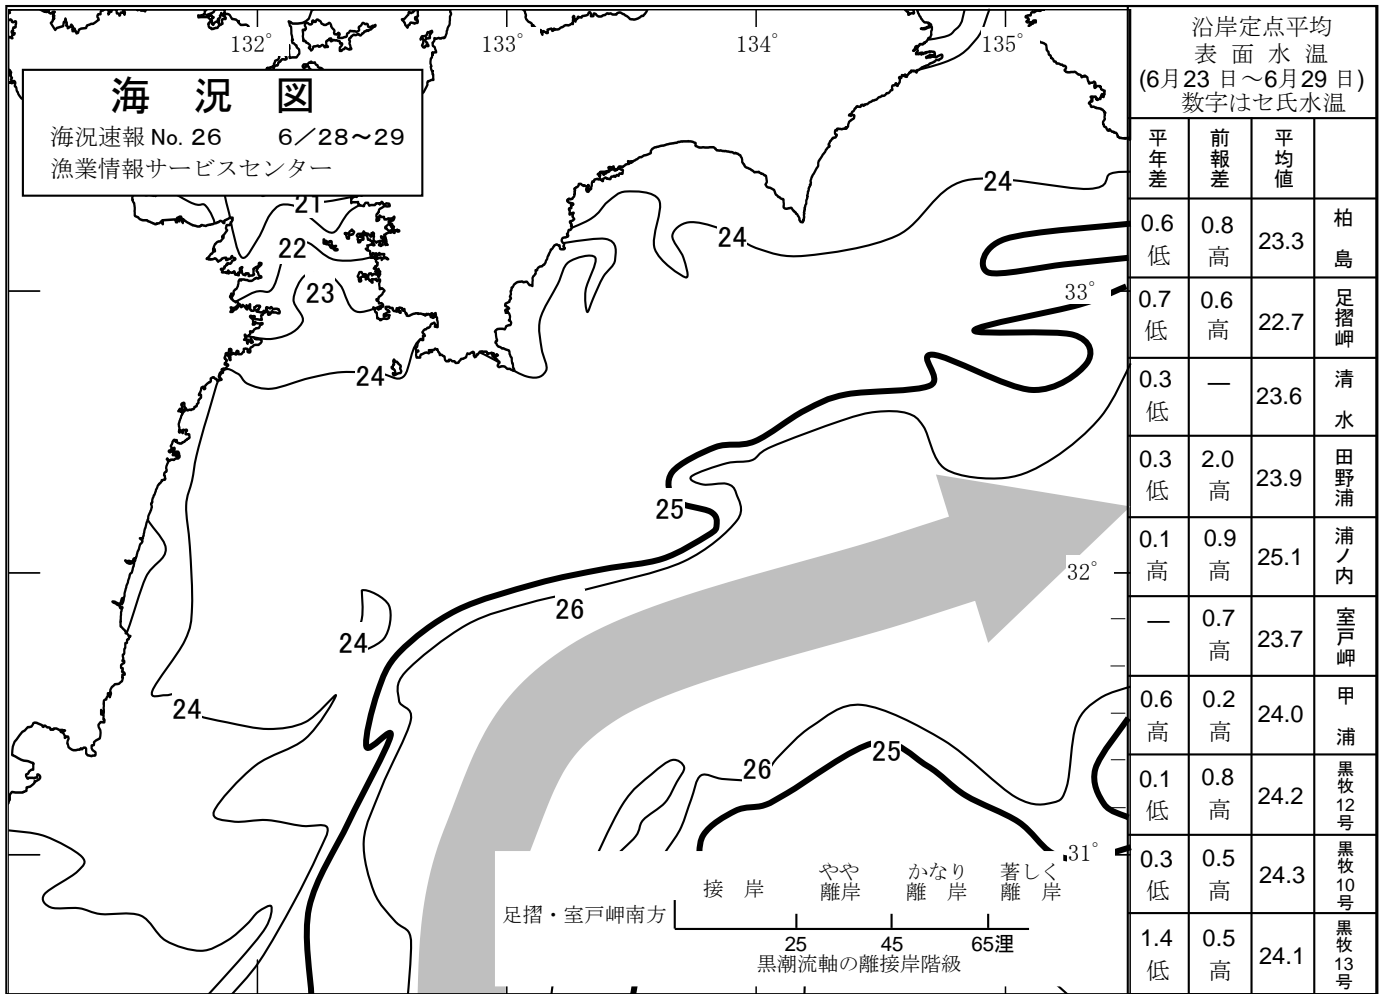 132°
133°
134°
135°
海 況 図
海況速報 No. 26 6/28~29
漁業情報サービスセンター
21
22
23
24
24
24
33°
25
32°
26
24
24
26
25
31°
接 岸
やや離岸
かなり離 岸
著しく離 岸
足摺・室戸岬南方
25 45 65浬
黒潮流軸の離接岸階級
沿岸定点平均
表 面 水 温
(6月23 日~6月29 日)
数字はセ氏水温
平年差 前報差 平均値
0.6低 0.8高 23.3 柏島
0.7低 0.6高 22.7 足摺岬
0.3低 — 23.6 清水
0.3低 2.0高 23.9 田野浦
0.1高 0.9高 25.1 浦ノ内
— 0.7高 23.7 室戸岬
0.6高 0.2高 24.0 甲浦
0.1低 0.8高 24.2 黒牧12号
0.3低 0.5高 24.3 黒牧10号
1.4低 0.5高 24.1 黒牧13号